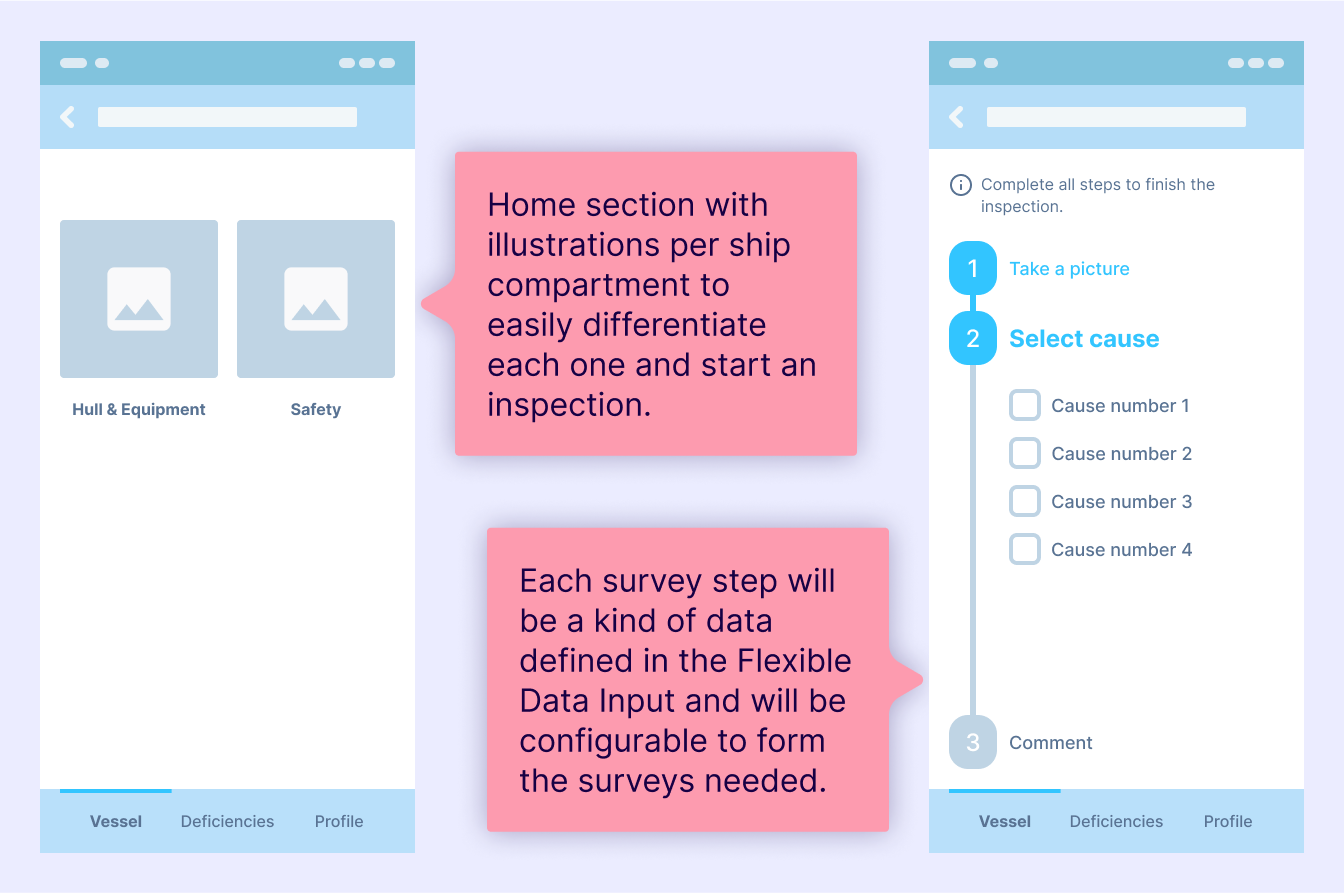 Hull & Equipment
Safety
Vessel
Deficiencies
Profile
Home section with
illustrations per ship
compartment to
easily differentiate
each one and start an
inspection.
Each survey step will
be a kind of data
defined in the Flexible
Data Input and will be
configurable to form
the surveys needed.
Complete all steps to finish the
inspection.
1 Take a picture
2 Select cause
Cause number 1
Cause number 2
Cause number 3
Cause number 4
3 Comment
Vessel
Deficiencies
Profile